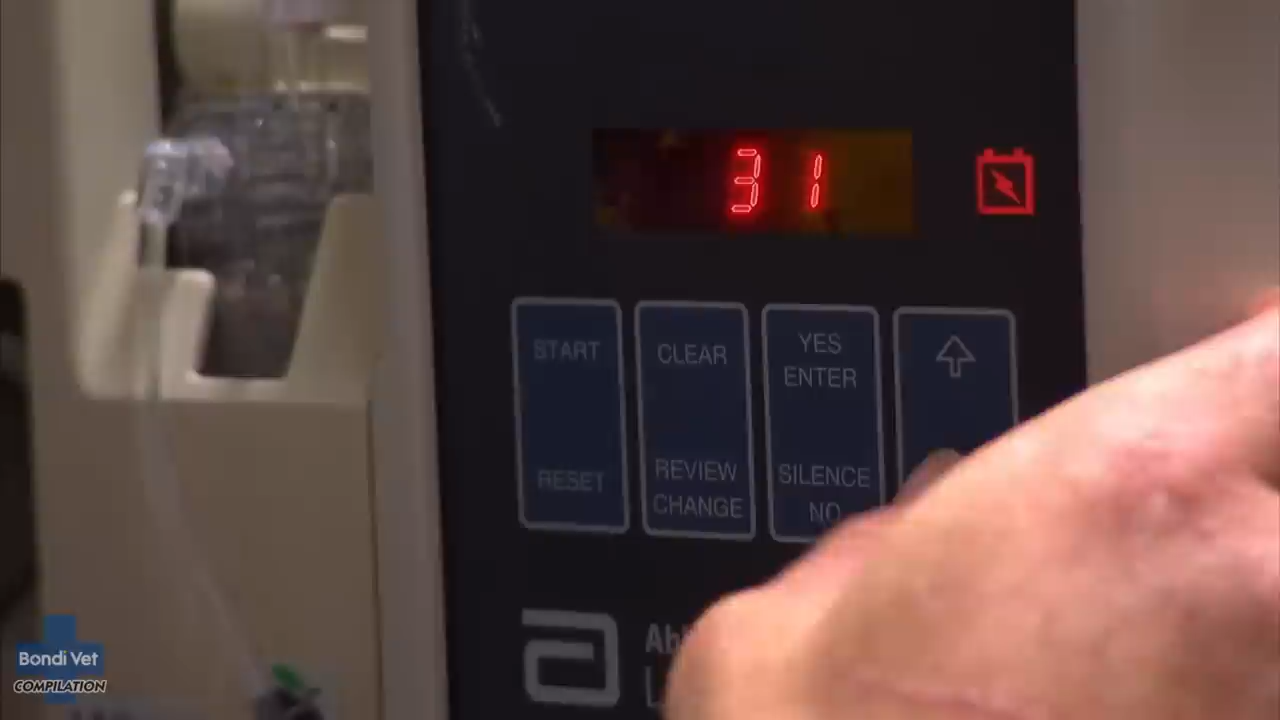 31
START
RESET
CLEAR
REVIEW
CHANGE
YES
ENTER
SILENCE
NO
Bondi Vet
COMPILATION